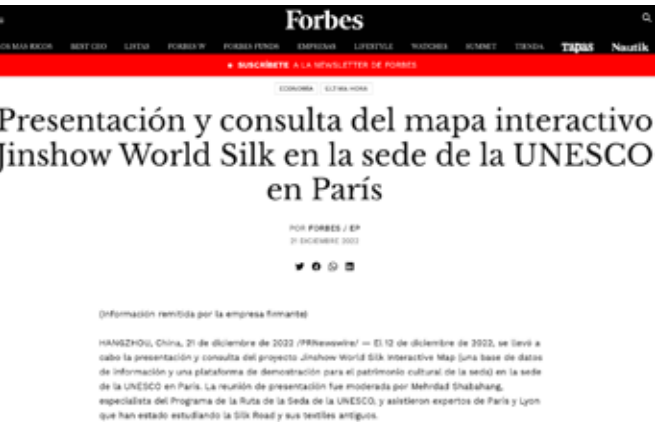 Forbes
OS MÁS RICOS BEST CEO LISTAS FORBES W FORBES FUNDS EMPRESAS LIFESTYLE WATCHES SUMMIT TIENDA TAPAS Nautik
SUSCRÍBETE A LA NEWSLETTER DE FORBES
ECONOMÍA ÚLTIMA HORA
Presentación y consulta del mapa interactivo
Jinshow World Silk en la sede de la UNESCO
en París
POR FORBES / EP
21 DICIEMBRE 2022
(Información remitida por la empresa firmante)
HANGZHOU, China, 21 de diciembre de 2022 /PRNewswire/ — El 12 de diciembre de 2022, se llevó a
cabo la presentación y consulta del proyecto Jinshow World Silk Interactive Map (una base de datos
de información y una plataforma de demostración para el patrimonio cultural de la seda) en la sede
de la UNESCO en París. La reunión de presentación fue moderada por Mehrdad Shabahang,
especialista del Programa de la Ruta de la Seda de la UNESCO, y asistieron expertos de París y Lyon
que han estado estudiando la Silk Road y sus textiles antiguos.